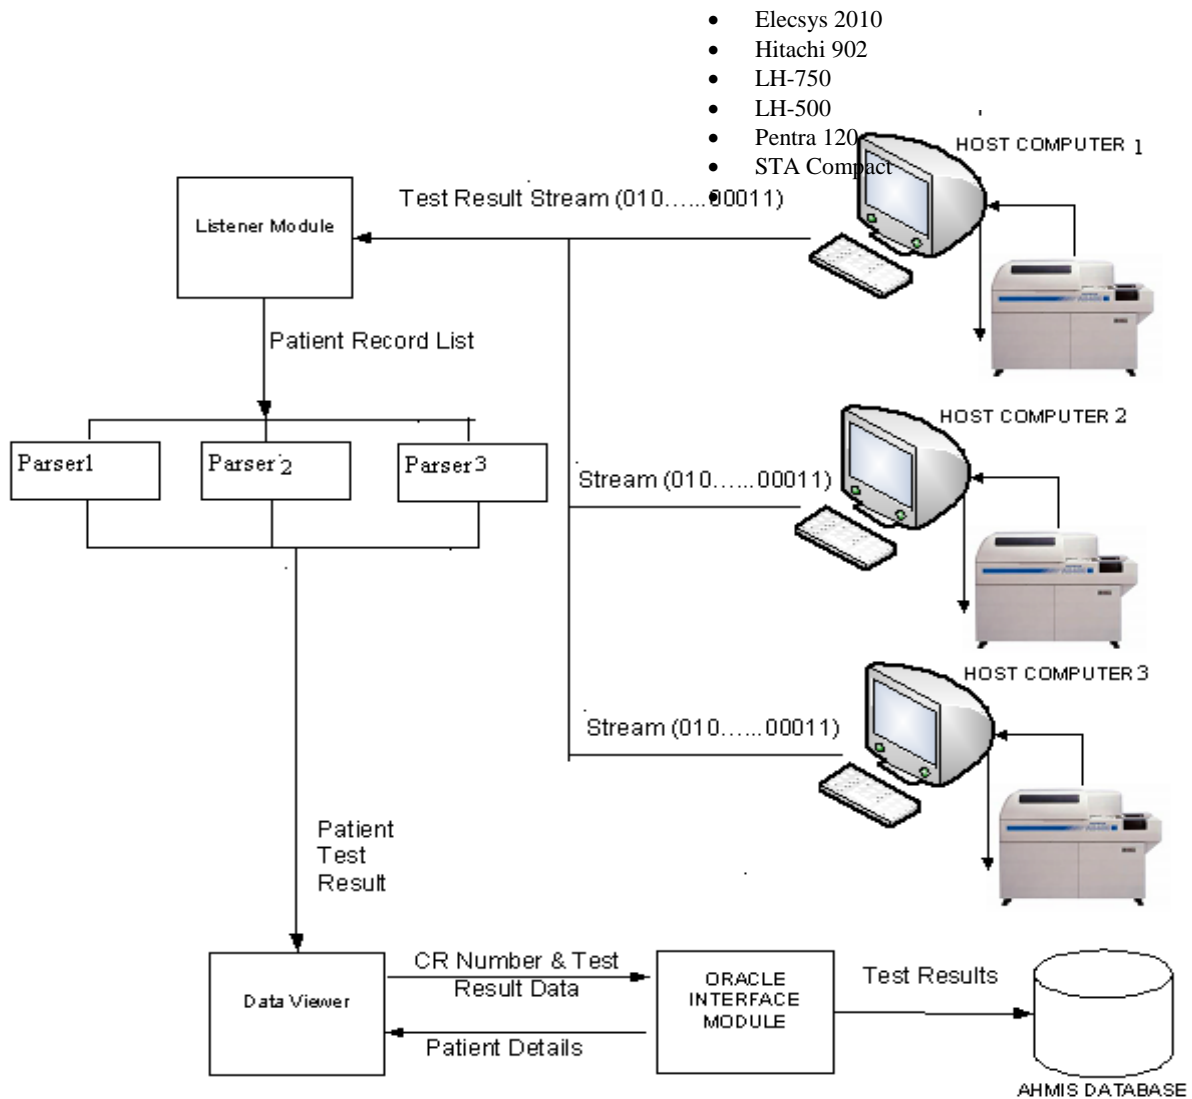 • Elecsys 2010
• Hitachi 902
• LH-750
• LH-500
• Pentra 120
• STA Compact
•
HOST COMPUTER 1
Test Result Stream (010…...00011)
Listener Module
Patient Record List
HOST COMPUTER 2
Parser1
Parser 2
Parser3
Stream (010…...00011)
HOST COMPUTER 3
Stream (010…...00011)
Patient
Test
Result
Data Viewer
CR Number & Test
Result Data
Patient Details
ORACLE
INTERFACE
MODULE
Test Results
AHMIS DATABASE